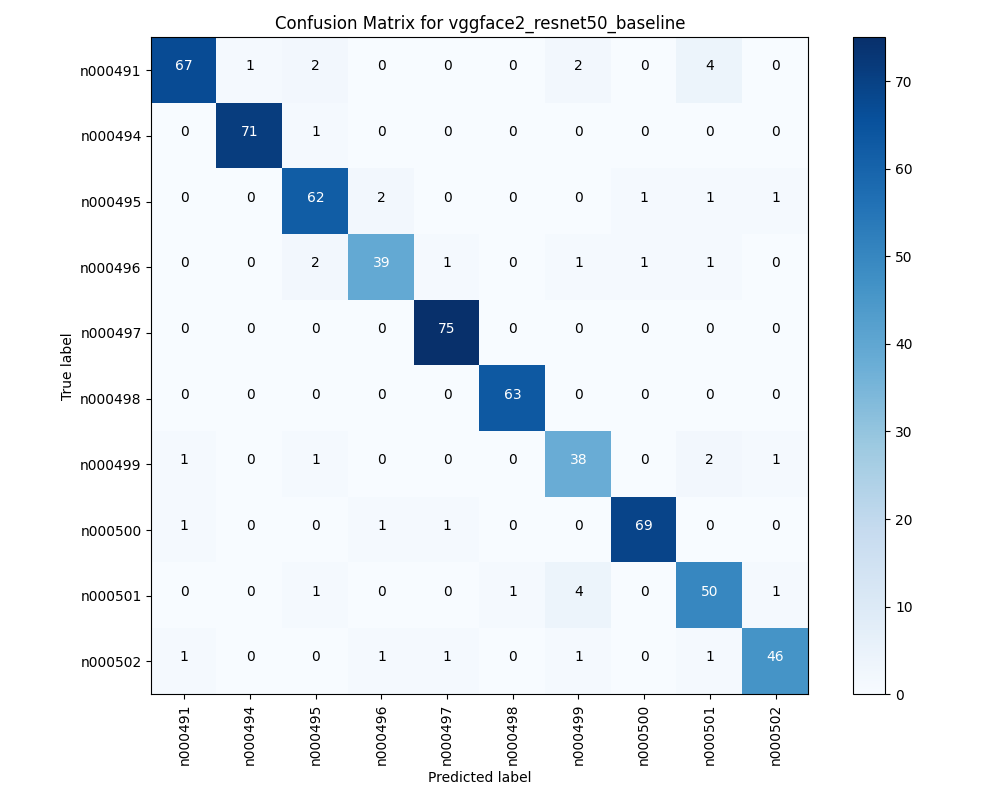 Confusion Matrix for vggface2_resnet50_baseline
n000491 67 1 2 0 0 0 2 0 4 0
n000494 0 71 1 0 0 0 0 0 0 0
n000495 0 0 62 2 0 0 0 1 1 1
n000496 0 0 2 39 1 0 1 1 1 0
n000497 0 0 0 0 75 0 0 0 0 0
n000498 0 0 0 0 0 63 0 0 0 0
n000499 1 0 1 0 0 0 38 0 2 1
n000500 1 0 0 1 1 0 0 69 0 0
n000501 0 0 1 0 0 1 4 0 50 1
n000502 1 0 0 1 1 0 1 0 1 46
True label
n000491 n000494 n000495 n000496 n000497 n000498 n000499 n000500 n000501 n000502
Predicted label
70
60
50
40
30
20
10
0